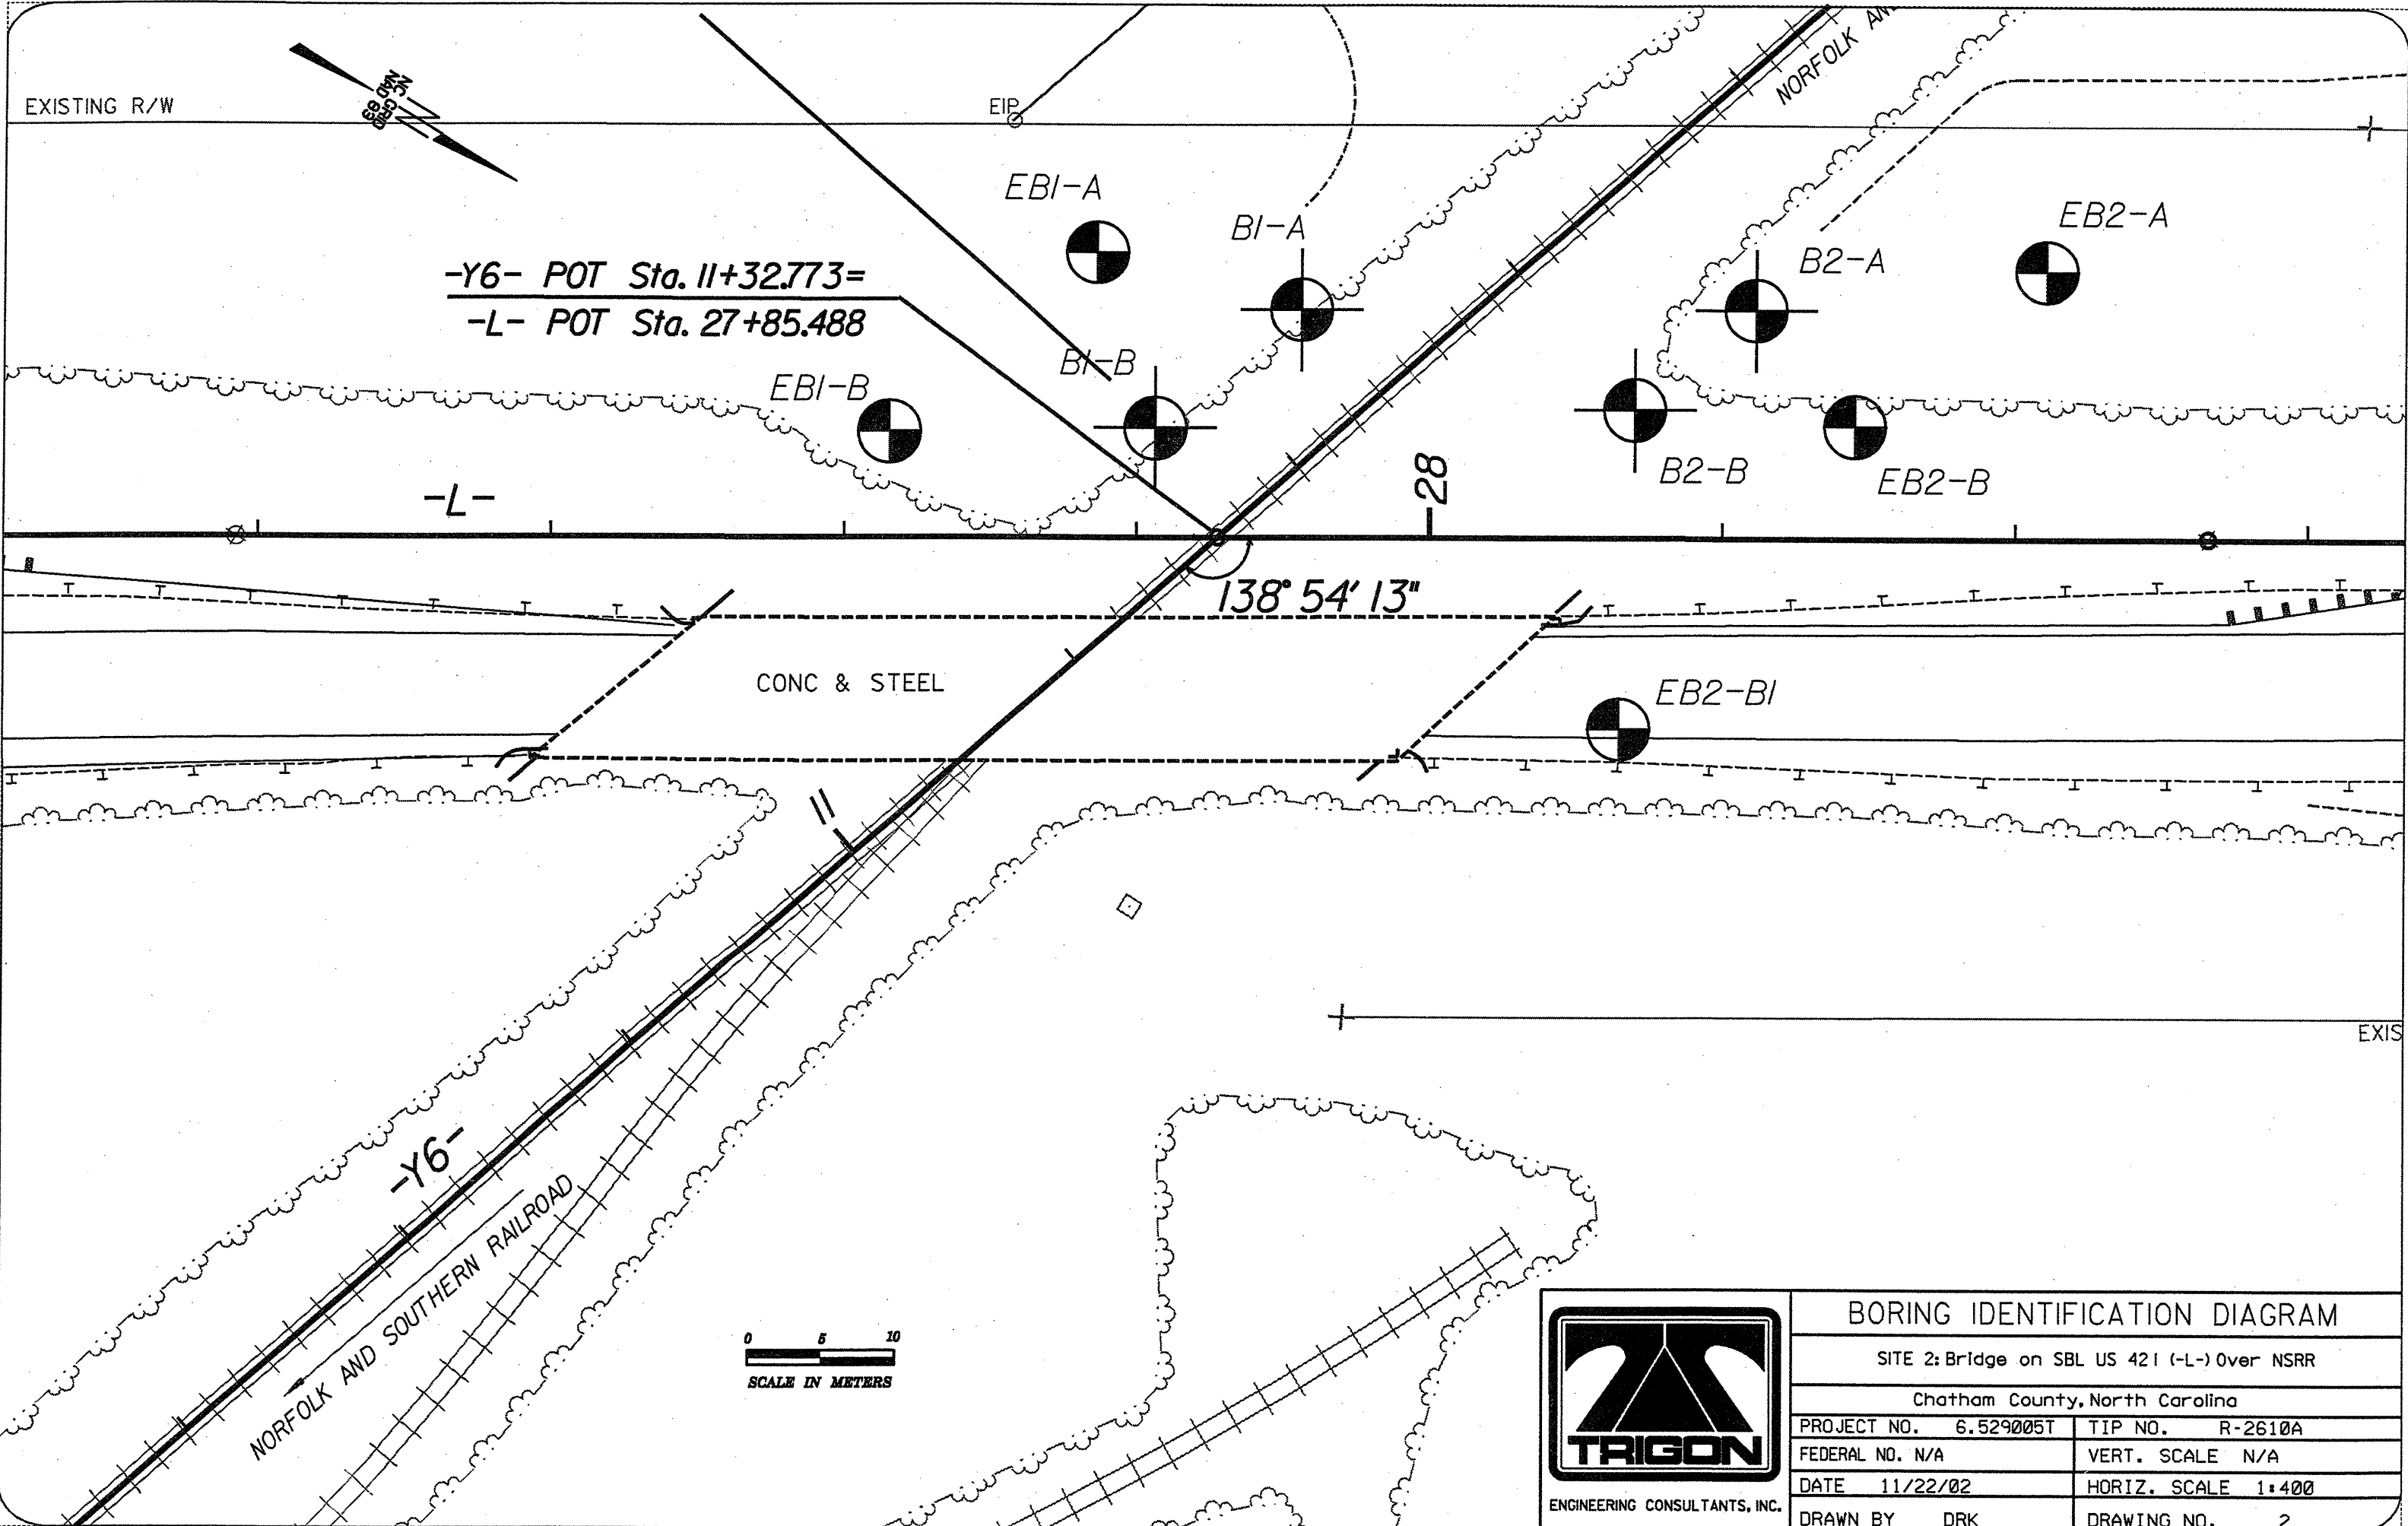 NORFOLK AN
NC GRID
NAD 83
EXISTING R/W
EIP
EB1-A
B1-A
EB2-A
B2-A
-Y6- POT Sta. 11+32.773=
-L- POT Sta. 27+85.488
B1-B
EB1-B
B2-B
EB2-B
-L-
28
138° 54' 13"
CONC & STEEL
EB2-B1
11
EXIS
-Y6-
NORFOLK AND SOUTHERN RAILROAD
0 5 10
SCALE IN METERS
TRIGON
ENGINEERING CONSULTANTS, INC.
BORING IDENTIFICATION DIAGRAM
SITE 2: Bridge on SBL US 421 (-L-) Over NSRR
Chatham County, North Carolina
PROJECT NO. 6.529005T TIP NO. R-2610A
FEDERAL NO. N/A VERT. SCALE N/A
DATE 11/22/02 HORIZ. SCALE 1:400
DRAWN BY DRK DRAWING NO. 2